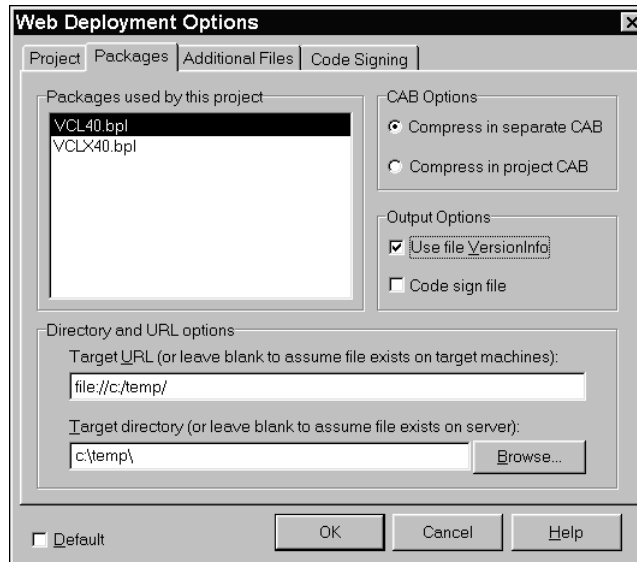 Web Deployment Options
Project Packages Additional Files Code Signing
Packages used by this project
VCL40.bpl
VCLX40.bpl
CAB Options
Compress in separate CAB
Compress in project CAB
Output Options
Use file VersionInfo
Code sign file
Directory and URL options
Target URL (or leave blank to assume file exists on target machines):
file://c:/temp/
Target directory (or leave blank to assume file exists on server):
c:\temp\
Browse...
Default
OK
Cancel
Help